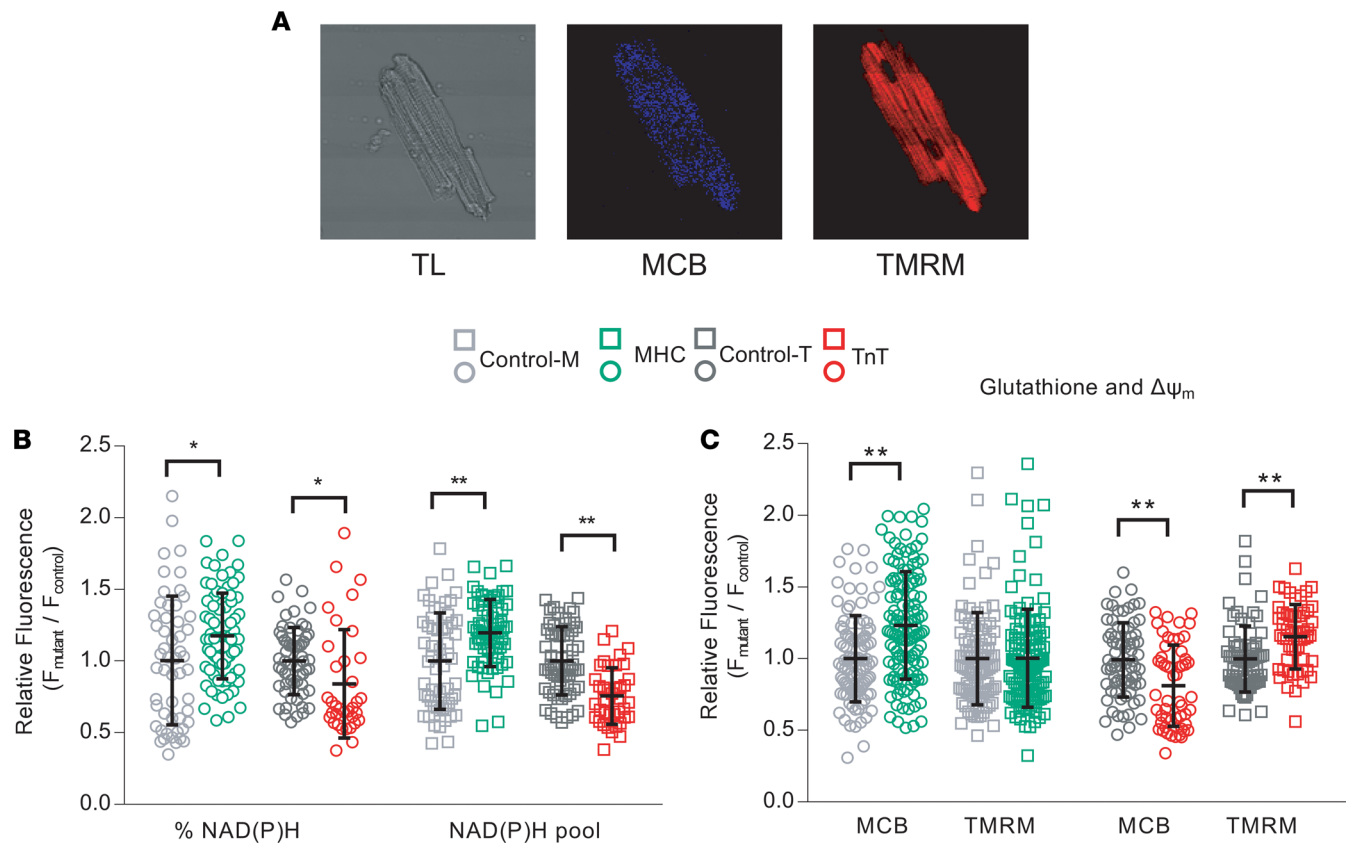 A
TL
MCB
TMRM
Control-M
MHC
Control-T
TnT
Glutathione and Δψm
B
Relative Fluorescence
(Fmutant / Fcontrol)
2.5
2.0
1.5
1.0
0.5
0.0
*
*
**
**
% NAD(P)H
NAD(P)H pool
C
Relative Fluorescence
(Fmutant / Fcontrol)
2.5
2.0
1.5
1.0
0.5
0.0
**
**
**
MCB
TMRM
MCB
TMRM